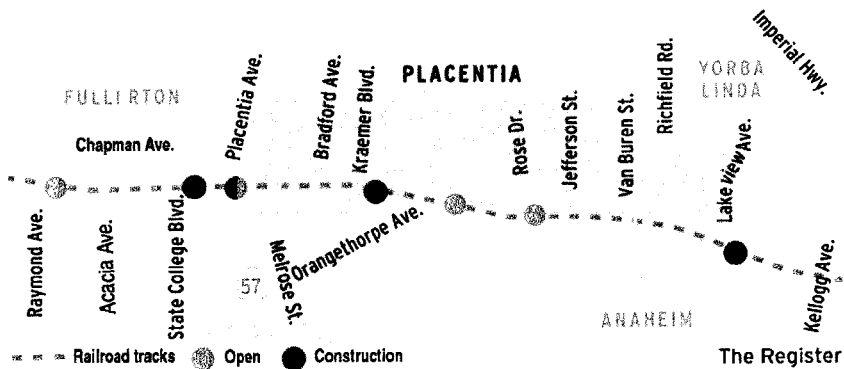 Imperial Hwy.
PLACENTIA
YORBA
LINDA
FULLERTON
Placentia Ave.
Bradford Ave.
Kraemer Blvd.
Rose Dr.
Jefferson St.
Van Buren St.
Richfield Rd.
Lake View Ave.
Chapman Ave.
Raymond Ave.
Acacia Ave.
State College Blvd.
57
Melrose St.
Orangethorpe Ave.
Kellogg Ave.
ANAHEIM
Railroad tracks
Open
Construction
The Register